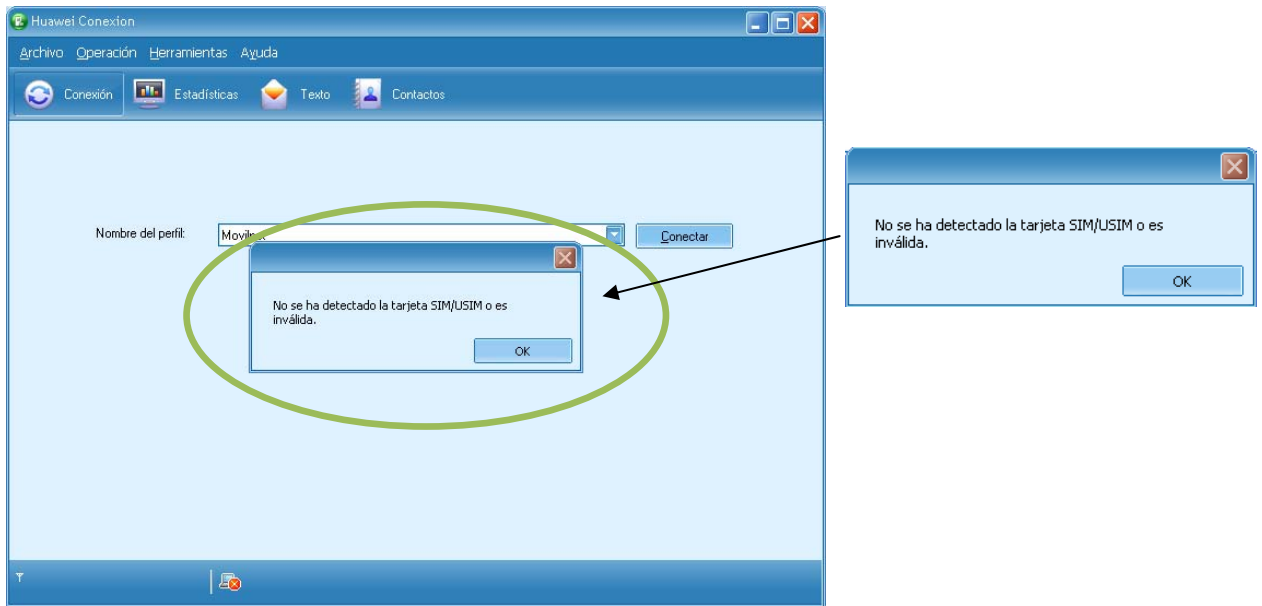 Huawei Conexion
Archivo Operación Herramientas Ayuda
Conexión Estadísticas Texto Contactos
Nombre del perfil:
Conectar
No se ha detectado la tarjeta SIM/USIM o es
inválida.
OK
No se ha detectado la tarjeta SIM/USIM o es
inválida.
OK